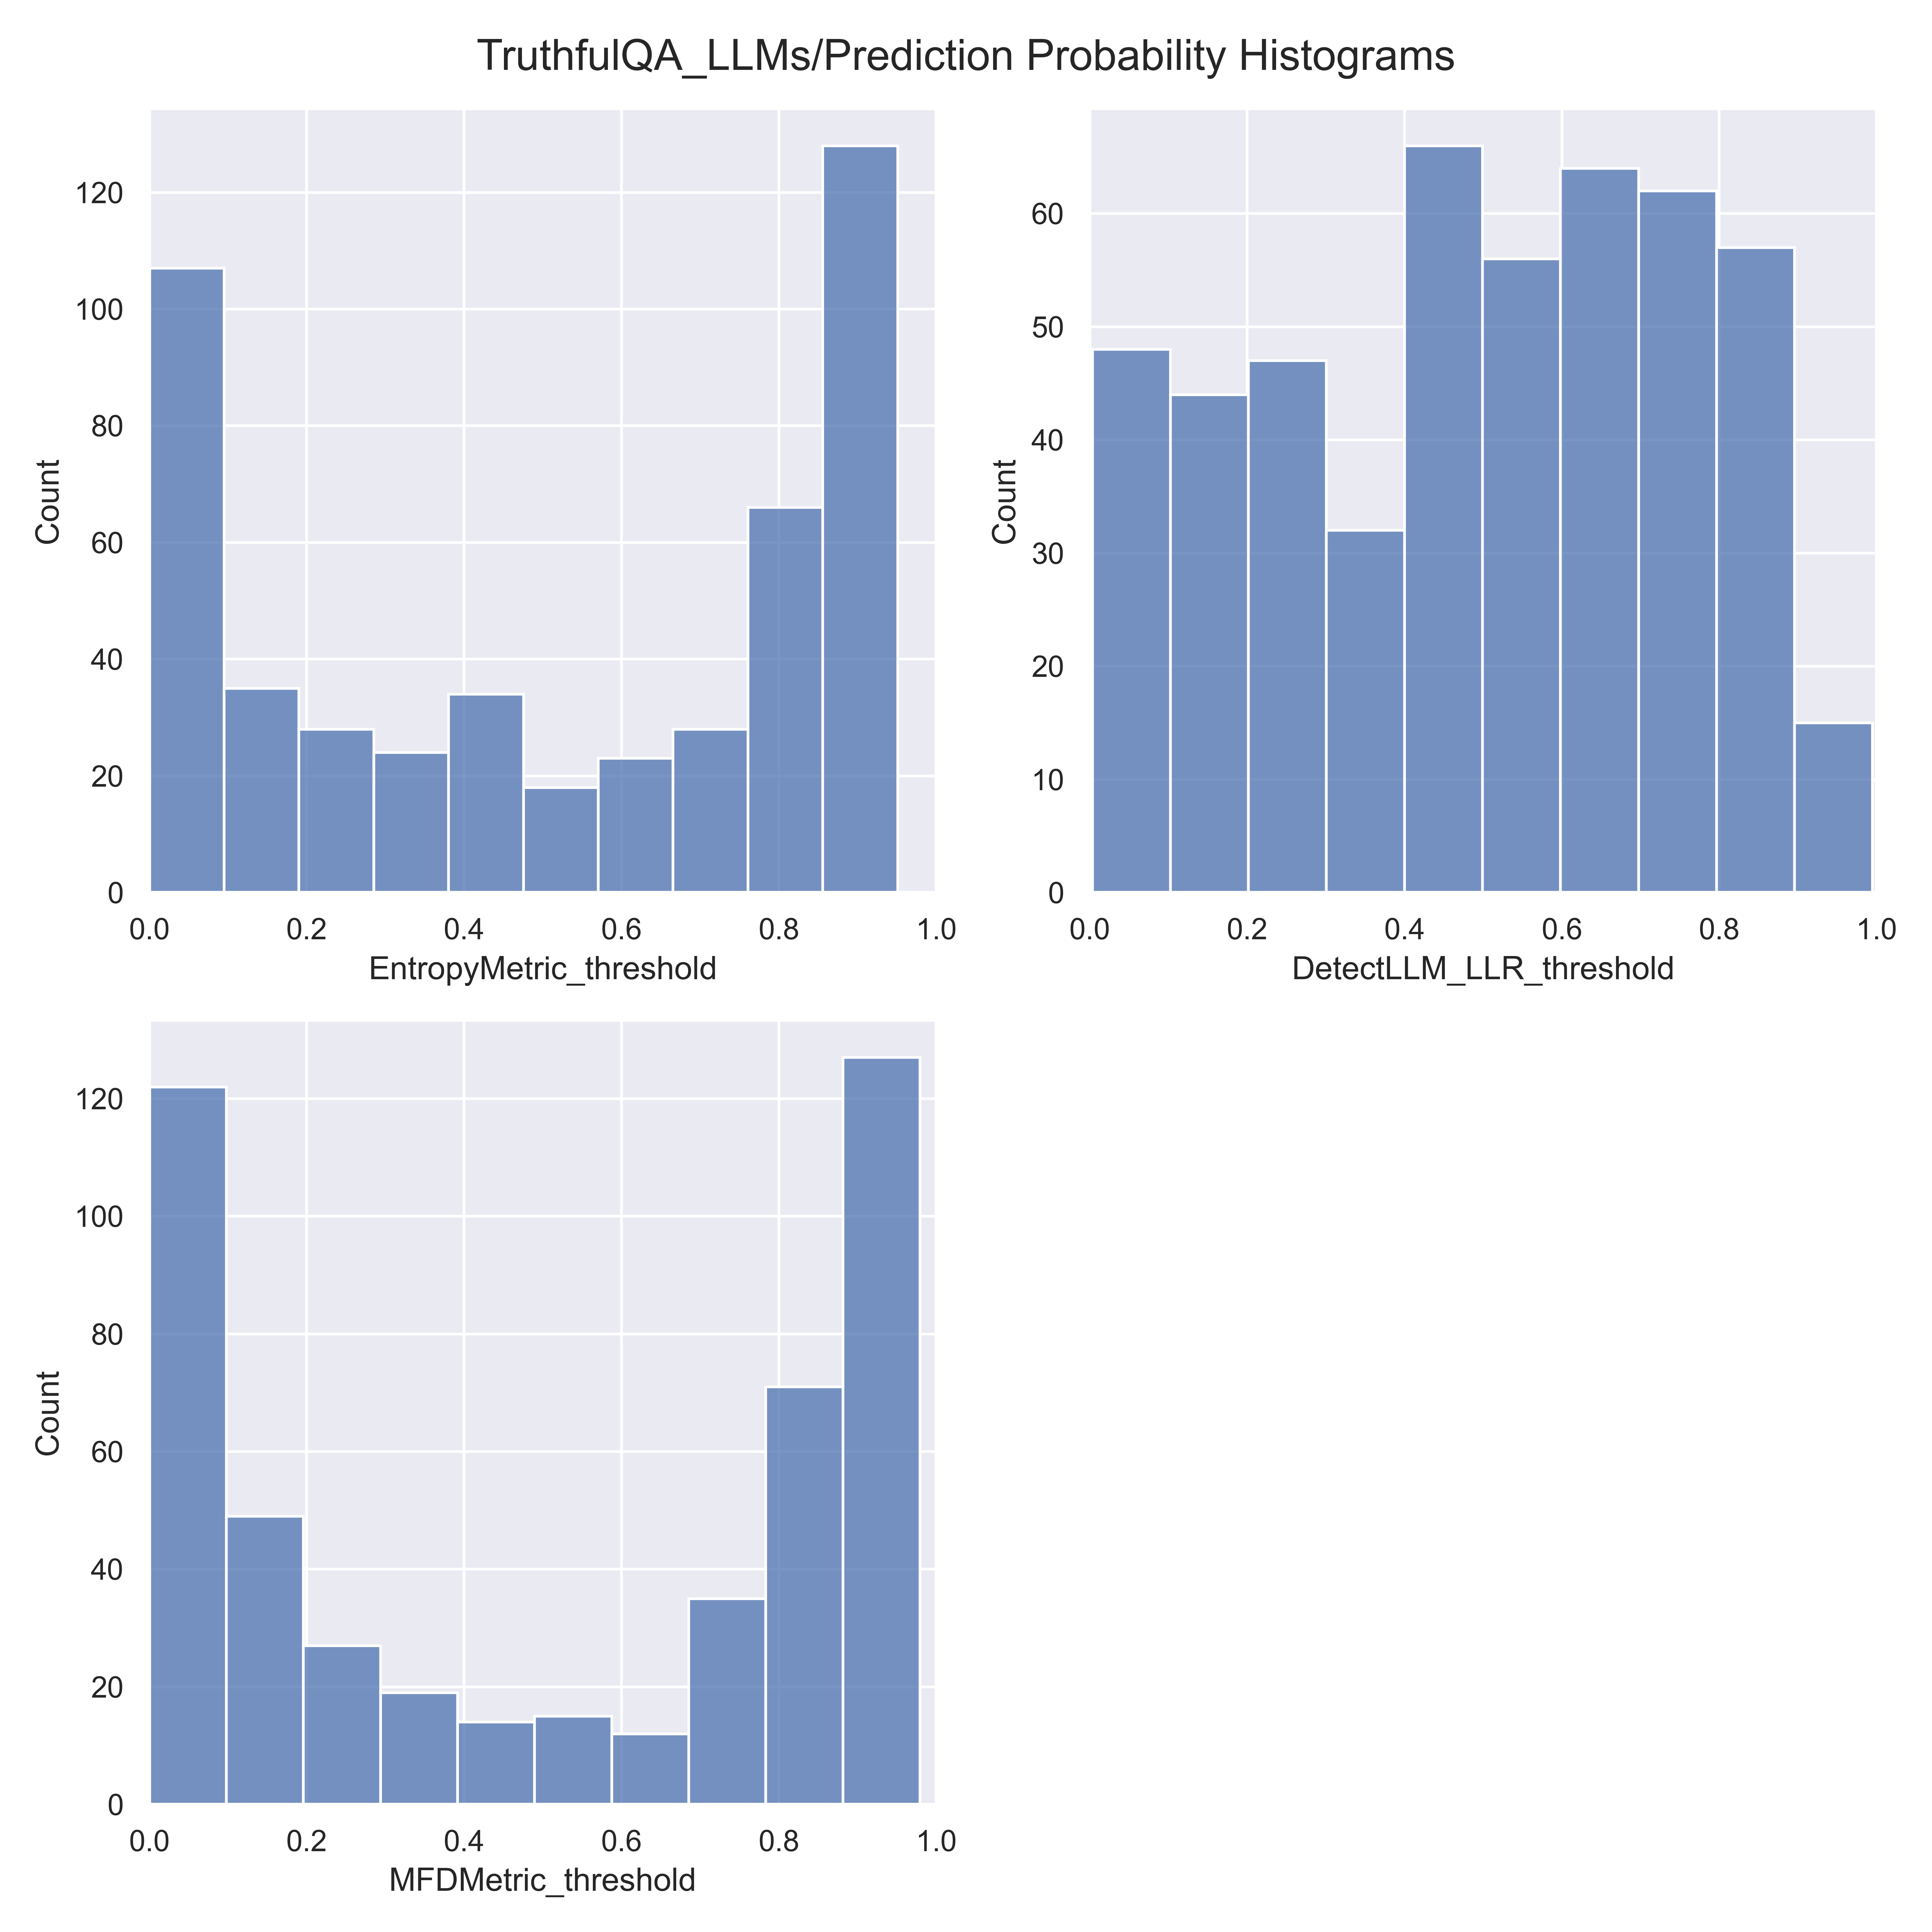 TruthfulQA_LLMs/Prediction Probability Histograms
120
100
80
60
40
20
0
Count
0.0 0.2 0.4 0.6 0.8 1.0
EntropyMetric_threshold
60
50
40
30
20
10
0
Count
0.0 0.2 0.4 0.6 0.8 1.0
DetectLLM_LLR_threshold
120
100
80
60
40
20
0
Count
0.0 0.2 0.4 0.6 0.8 1.0
MFDMetric_threshold